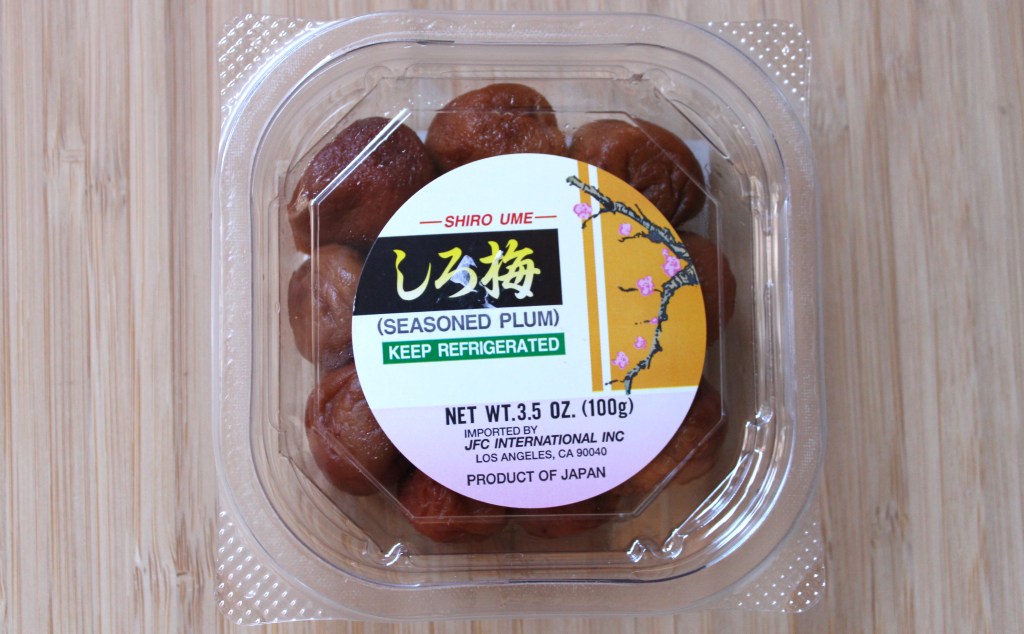 SHIRO UME
しろ梅
(SEASONED PLUM)
KEEP REFRIGERATED
NET WT.3.5 OZ. (100g)
IMPORTED BY
JFC INTERNATIONAL INC
LOS ANGELES, CA 90040
PRODUCT OF JAPAN